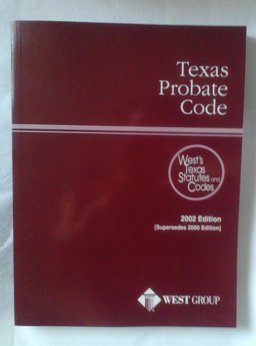 Texas
Probate
Code
West's
Texas
Statutes and
Codes
2002 Edition
[Supersedes 2000 Edition]
WEST GROUP